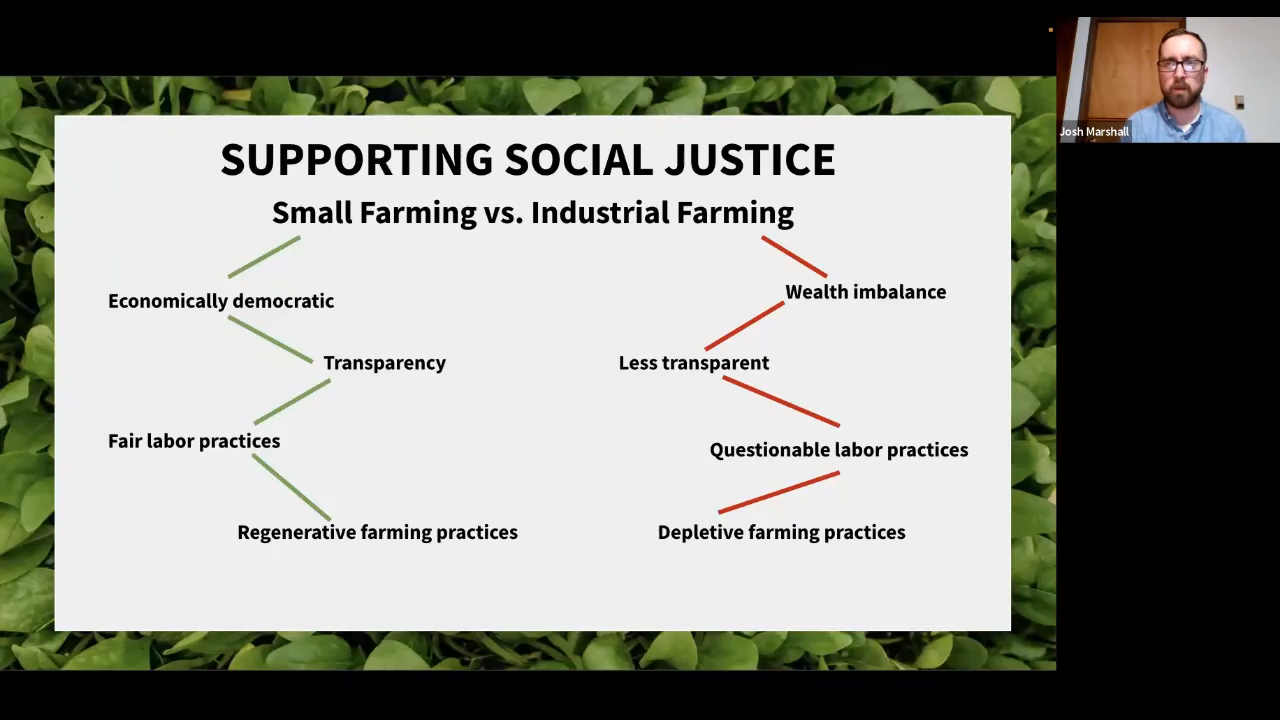 SUPPORTING SOCIAL JUSTICE
Small Farming vs. Industrial Farming
Economically democratic
Wealth imbalance
Transparency
Less transparent
Fair labor practices
Questionable labor practices
Regenerative farming practices
Depletive farming practices
Josh Marshall